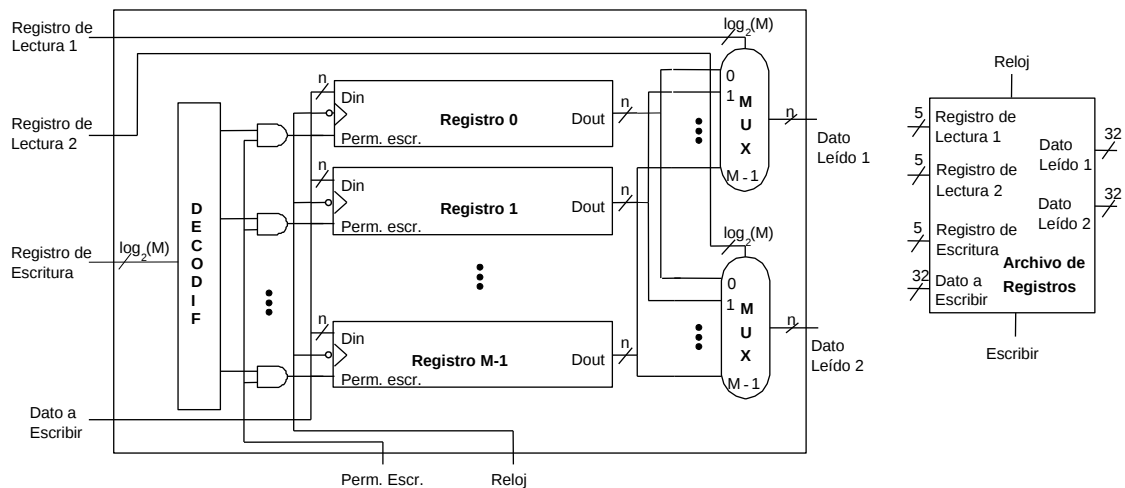 Registro de
Lectura 1
Registro de
Lectura 2
Registro de
Escritura
log2(M)
Dato a
Escribir
DECODIF
n
Din
Registro 0
Dout
n
Perm. escr.
n
Din
Registro 1
Dout
n
Perm. escr.
n
Din
Registro M-1
Dout
n
Perm. escr.
log2(M)
0
1
MUX
M - 1
n
Dato
Leído 1
log2(M)
0
1
MUX
M - 1
n
Dato
Leído 2
Perm. Escr.
Reloj
Reloj
5
Registro de
Lectura 1
5
Registro de
Lectura 2
5
Registro de
Escritura
32
Dato a
Escribir
Dato
Leído 1
32
Dato
Leído 2
32
Archivo de
Registros
Escribir